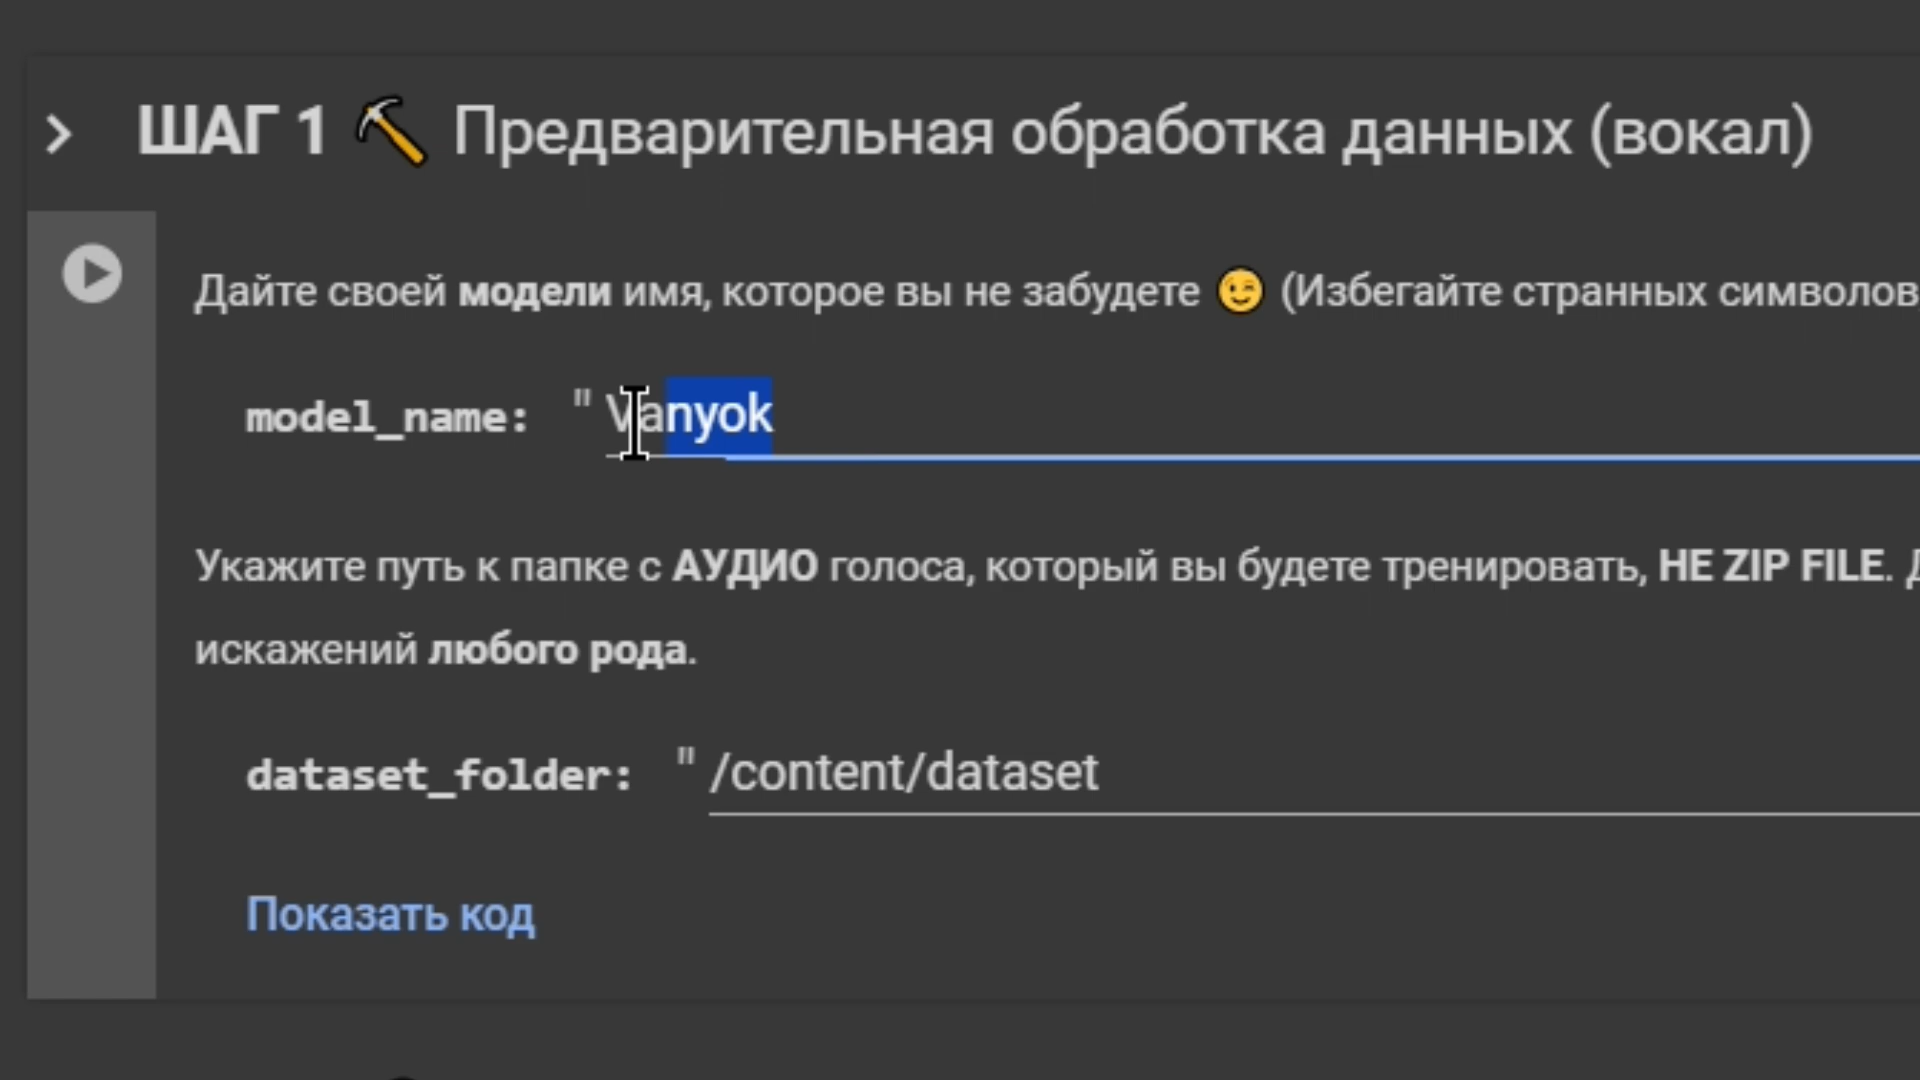 ШАГ 1 🔨 Предварительная обработка данных (вокал)
Дайте своей модели имя, которое вы не забудете 😉 (Избегайте странных символов
model_name: " Vanyok
Укажите путь к папке с АУДИО голоса, который вы будете тренировать, НЕ ZIP FILE.
искажений любого рода.
dataset_folder: " /content/dataset
Показать код